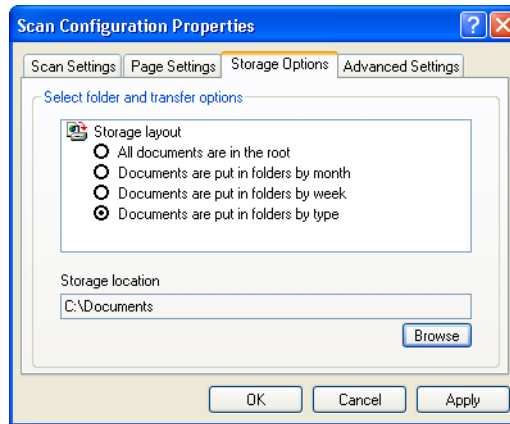 Scan Configuration Properties
Scan Settings Page Settings Storage Options Advanced Settings
Select folder and transfer options
Storage layout
All documents are in the root
Documents are put in folders by month
Documents are put in folders by week
Documents are put in folders by type
Storage location
C:\Documents
Browse
OK Cancel Apply